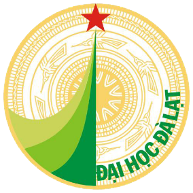 ĐẠI HỌC ĐÀ LẠT